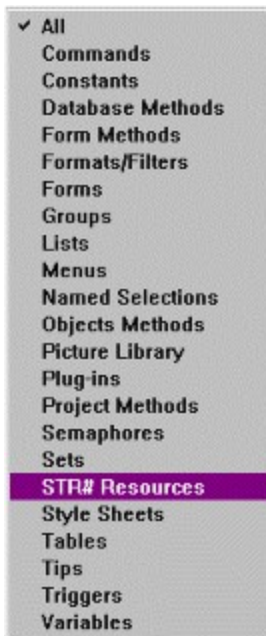 All
Commands
Constants
Database Methods
Form Methods
Formats/Filters
Forms
Groups
Lists
Menus
Named Selections
Objects Methods
Picture Library
Plug-ins
Project Methods
Semaphores
Sets
STR# Resources
Style Sheets
Tables
Tips
Triggers
Variables